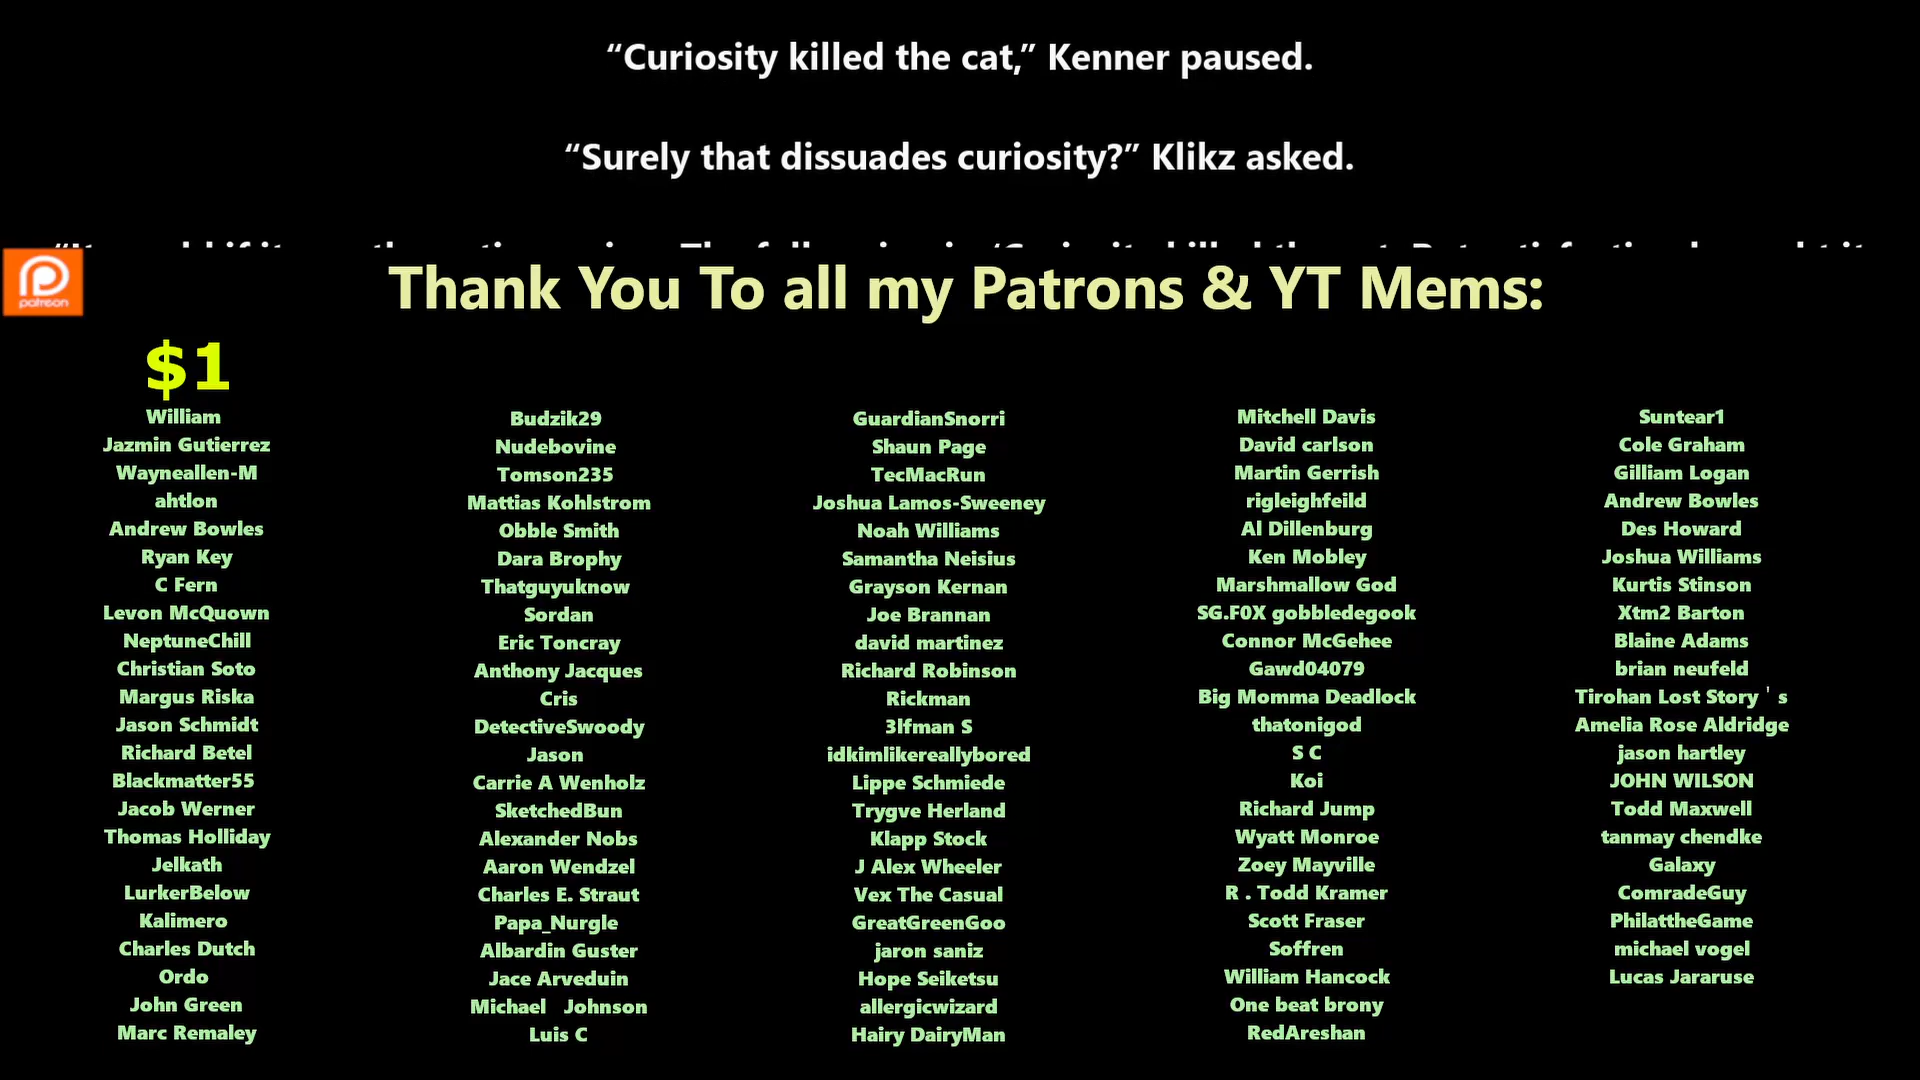 “Curiosity killed the cat,” Kenner paused.
“Surely that dissuades curiosity?” Klikz asked.
patreon
Thank You To all my Patrons & YT Mems:
$1
William
Jazmin Gutierrez
Wayneallen-M
ahtlon
Andrew Bowles
Ryan Key
C Fern
Levon McQuown
NeptuneChill
Christian Soto
Margus Riska
Jason Schmidt
Richard Betel
Blackmatter55
Jacob Werner
Thomas Holliday
Jelkath
LurkerBelow
Kalimero
Charles Dutch
Ordo
John Green
Marc Remaley
Budzik29
Nudebovine
Tomson235
Mattias Kohlstrom
Obble Smith
Dara Brophy
Thatguyuknow
Sordan
Eric Toncray
Anthony Jacques
Cris
DetectiveSwoody
Jason
Carrie A Wenholz
SketchedBun
Alexander Nobs
Aaron Wendzel
Charles E. Straut
Papa_Nurgle
Albardin Guster
Jace Arveduin
Michael   Johnson
Luis C
GuardianSnorri
Shaun Page
TecMacRun
Joshua Lamos-Sweeney
Noah Williams
Samantha Neisius
Grayson Kernan
Joe Brannan
david martinez
Richard Robinson
Rickman
3lfman S
idkimlikereallybored
Lippe Schmiede
Trygve Herland
Klapp Stock
J Alex Wheeler
Vex The Casual
GreatGreenGoo
jaron saniz
Hope Seiketsu
allergicwizard
Hairy DairyMan
Mitchell Davis
David carlson
Martin Gerrish
rigleighfeild
Al Dillenburg
Ken Mobley
Marshmallow God
SG.F0X gobbledegook
Connor McGehee
Gawd04079
Big Momma Deadlock
thatonigod
S C
Koi
Richard Jump
Wyatt Monroe
Zoey Mayville
R . Todd Kramer
Scott Fraser
Soffren
William Hancock
One beat brony
RedAreshan
Suntear1
Cole Graham
Gilliam Logan
Andrew Bowles
Des Howard
Joshua Williams
Kurtis Stinson
Xtm2 Barton
Blaine Adams
brian neufeld
Tirohan Lost Story ' s
Amelia Rose Aldridge
jason hartley
JOHN WILSON
Todd Maxwell
tanmay chendke
Galaxy
ComradeGuy
PhilattheGame
michael vogel
Lucas Jararuse